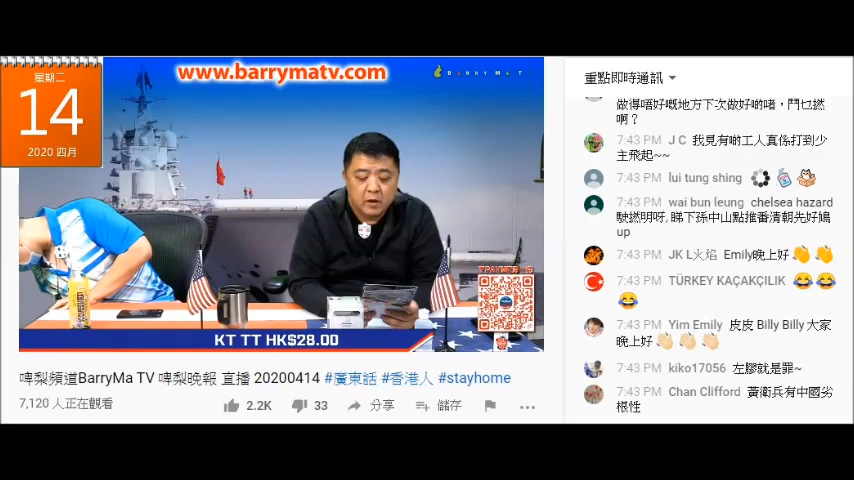 星期二
14
2020 四月
www.barrymatv.com
BARRY MA T
KT TT HK$28.00
啤梨頻道BarryMa TV 啤梨晚報 直播 20200414 #廣東話 #香港人 #stayhome
7,120 人正在觀看
2.2K
33
分享
儲存
重點即時通訊
做得唔好嘅地方下次做好啲啫，鬥乜撚
啊？
7:43 PM J C 我見有啲工人真係打到少
主飛起~~
7:43 PM lui tung shing
7:43 PM wai bun leung chelsea hazard
駛撚明呀, 睇下孫中山點推番清朝先好鳩
up
7:43 PM JK L火焰 Emily晚上好
7:43 PM TÜRKEY KAÇAKÇILIK
7:43 PM Yim Emily 皮皮 Billy Billy 大家
晚上好
7:43 PM kiko17056 左膠就是罪~
7:43 PM Chan Clifford 黃衛兵有中國劣
根性